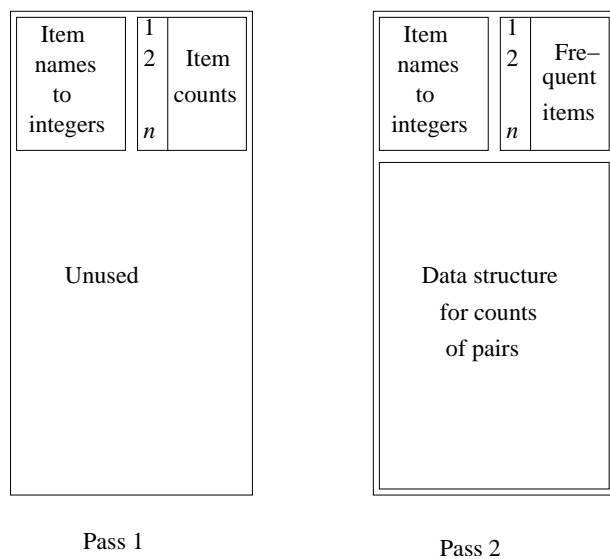 Item
names
to
integers
1
2
n
Item
counts
Unused
Pass 1
Item
names
to
integers
1
2
n
Fre–
quent
items
Data structure
for counts
of pairs
Pass 2